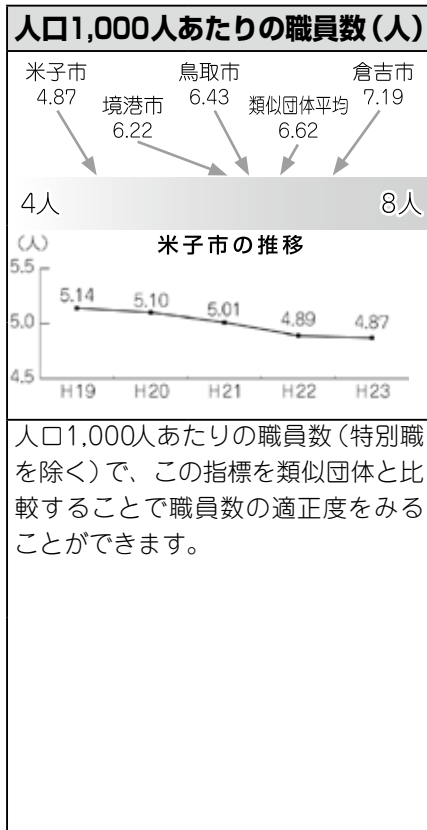 人口1,000人あたりの職員数(人)
米子市
4.87
境港市
6.22
鳥取市
6.43
類似団体平均
6.62
倉吉市
7.19
4人
8人
(人)
米子市の推移
5.5
5.0
4.5
5.14
5.10
5.01
4.89
4.87
H19
H20
H21
H22
H23
人口1,000人あたりの職員数(特別職
を除く)で、この指標を類似団体と比
較することで職員数の適正度をみる
ことができます。